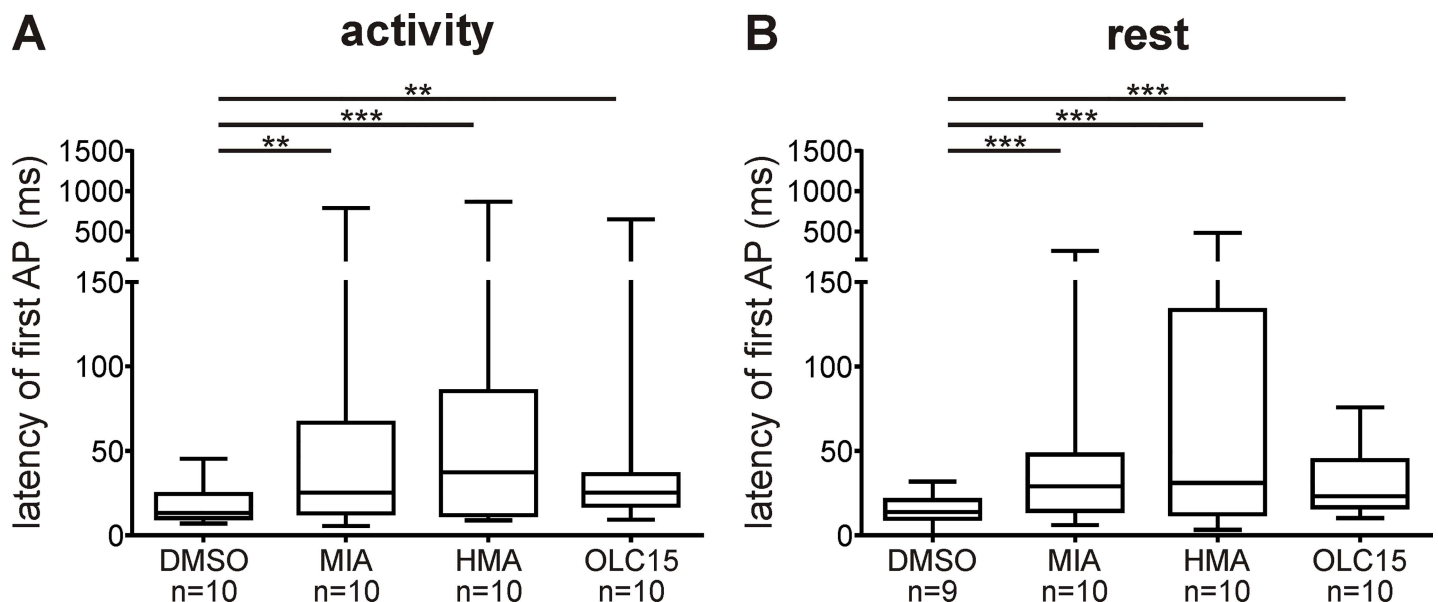 A
activity
**
***
**
latency of first AP (ms)
1500
1000
500
150
100
50
0
DMSO MIA HMA OLC15
n=10 n=10 n=10 n=10
B
rest
***
***
***
latency of first AP (ms)
1500
1000
500
150
100
50
0
DMSO MIA HMA OLC15
n=9 n=10 n=10 n=10